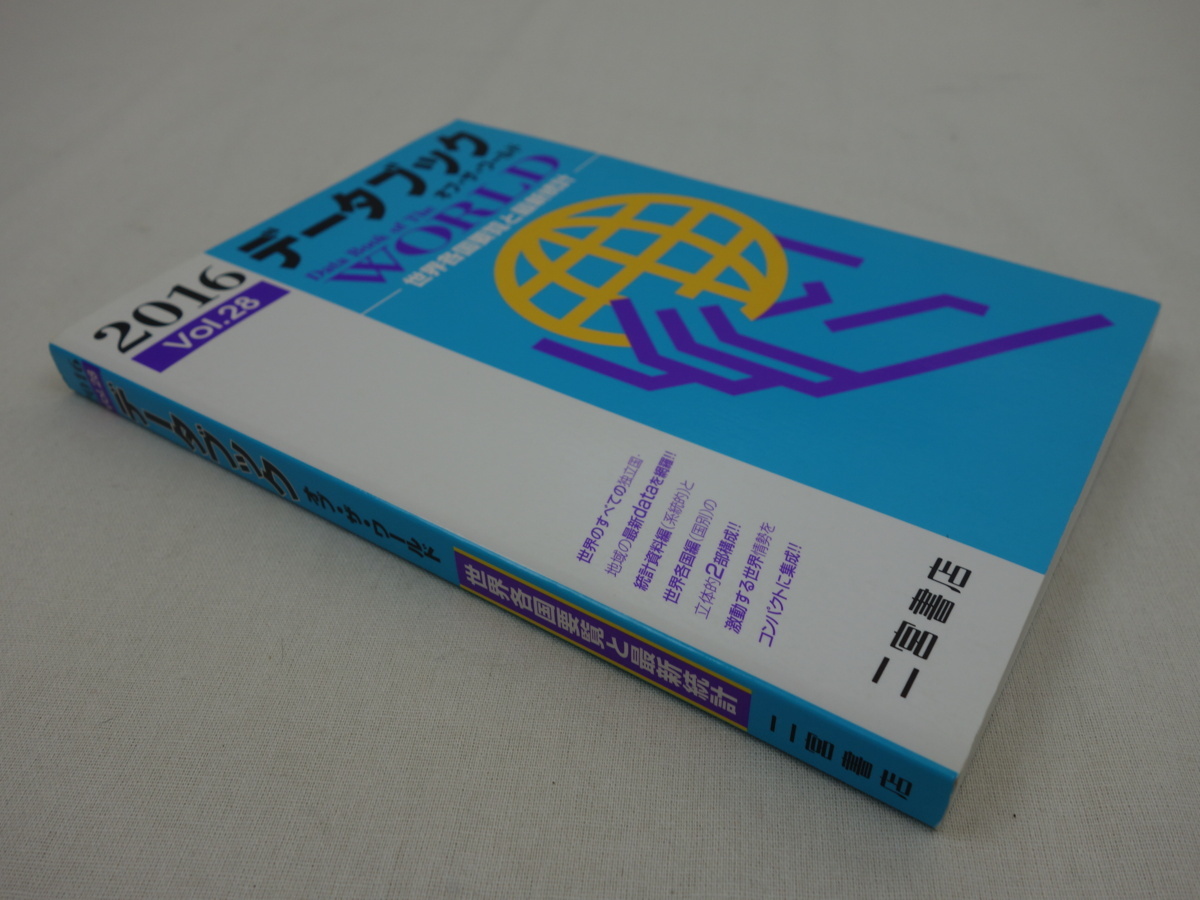 2016
Vol.28
データブック
オブ・ザ・ワールド
Data Book of The
WORLD
世界各国要覧と最新統計
世界のすべての独立国・
地域の最新dataを網羅!!
統計資料編(系統的)と
世界各国編(国別)の
立体的2部構成!!
激動する世界情勢を
コンパクトに集成!!
二宮書店
2016
Vol.28
データブック オブ・ザ・ワールド
世界各国要覧と最新統計
二宮書店